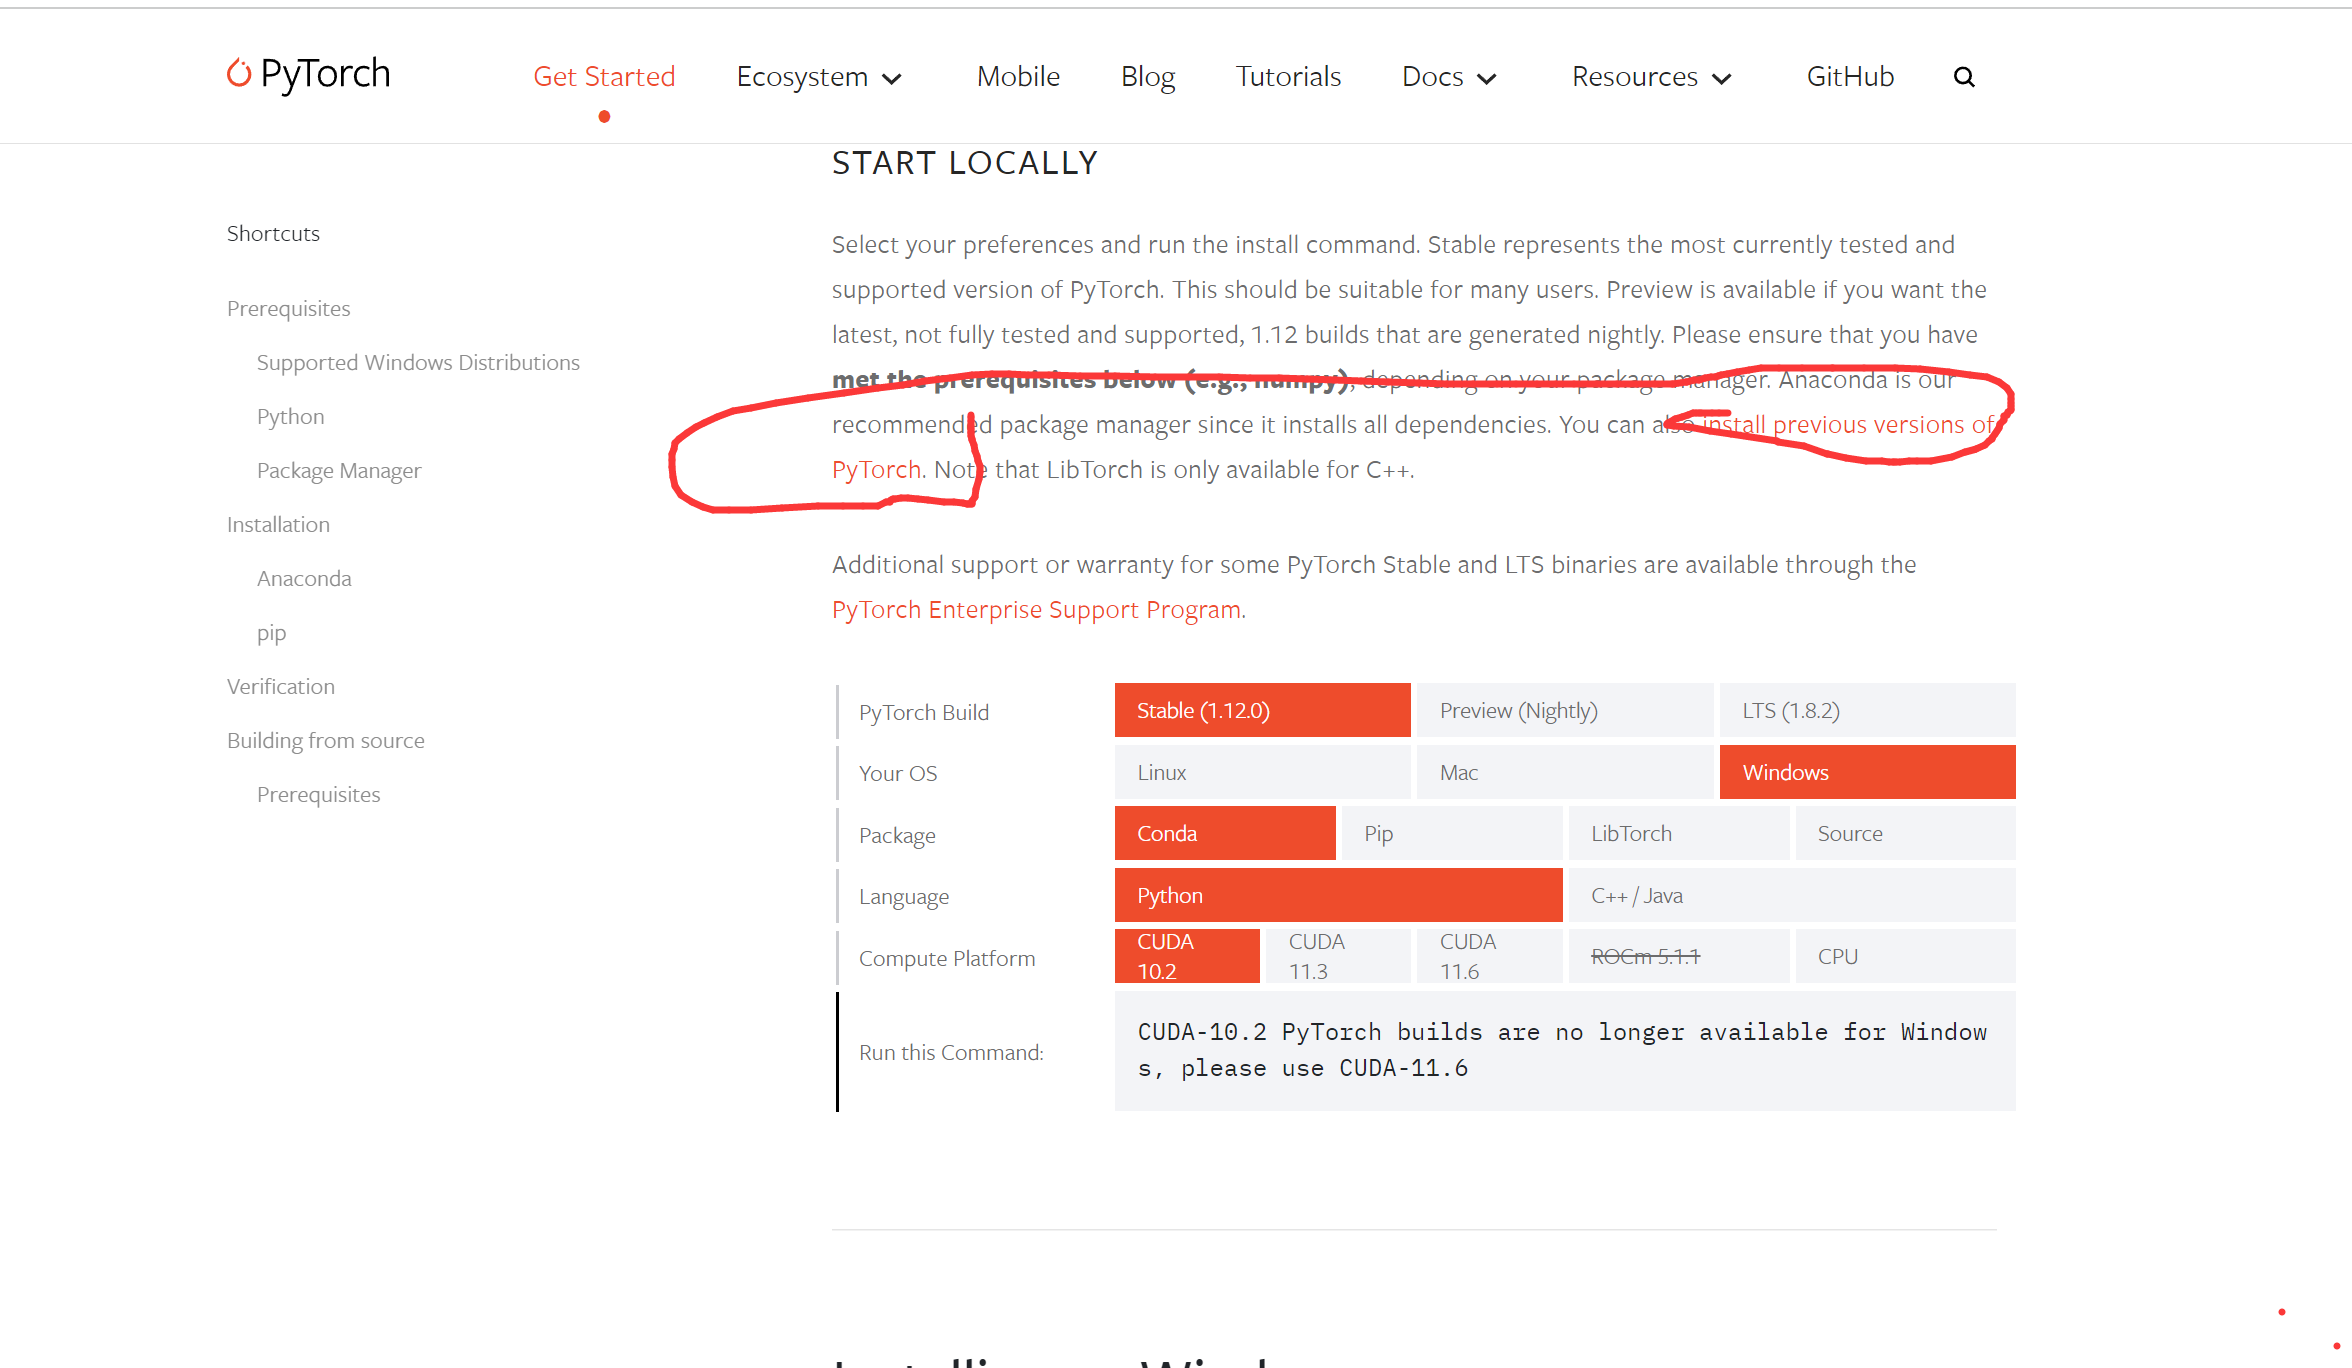 PyTorch
Get Started
Ecosystem
Mobile
Blog
Tutorials
Docs
Resources
GitHub
START LOCALLY
Shortcuts
Prerequisites
Supported Windows Distributions
Python
Package Manager
Installation
Anaconda
pip
Verification
Building from source
Prerequisites
Select your preferences and run the install command. Stable represents the most currently tested and
supported version of PyTorch. This should be suitable for many users. Preview is available if you want the
latest, not fully tested and supported, 1.12 builds that are generated nightly. Please ensure that you have
met the prerequisites below (e.g., numpy), depending on your package manager. Anaconda is our
recommended package manager since it installs all dependencies. You can also install previous versions of
PyTorch. Note that LibTorch is only available for C++.
Additional support or warranty for some PyTorch Stable and LTS binaries are available through the
PyTorch Enterprise Support Program.
PyTorch Build
Stable (1.12.0)
Preview (Nightly)
LTS (1.8.2)
Your OS
Linux
Mac
Windows
Package
Conda
Pip
LibTorch
Source
Language
Python
C++ / Java
Compute Platform
CUDA
10.2
CUDA
11.3
CUDA
11.6
ROCm 5.1.1
CPU
Run this Command:
CUDA-10.2 PyTorch builds are no longer available for Window
s, please use CUDA-11.6